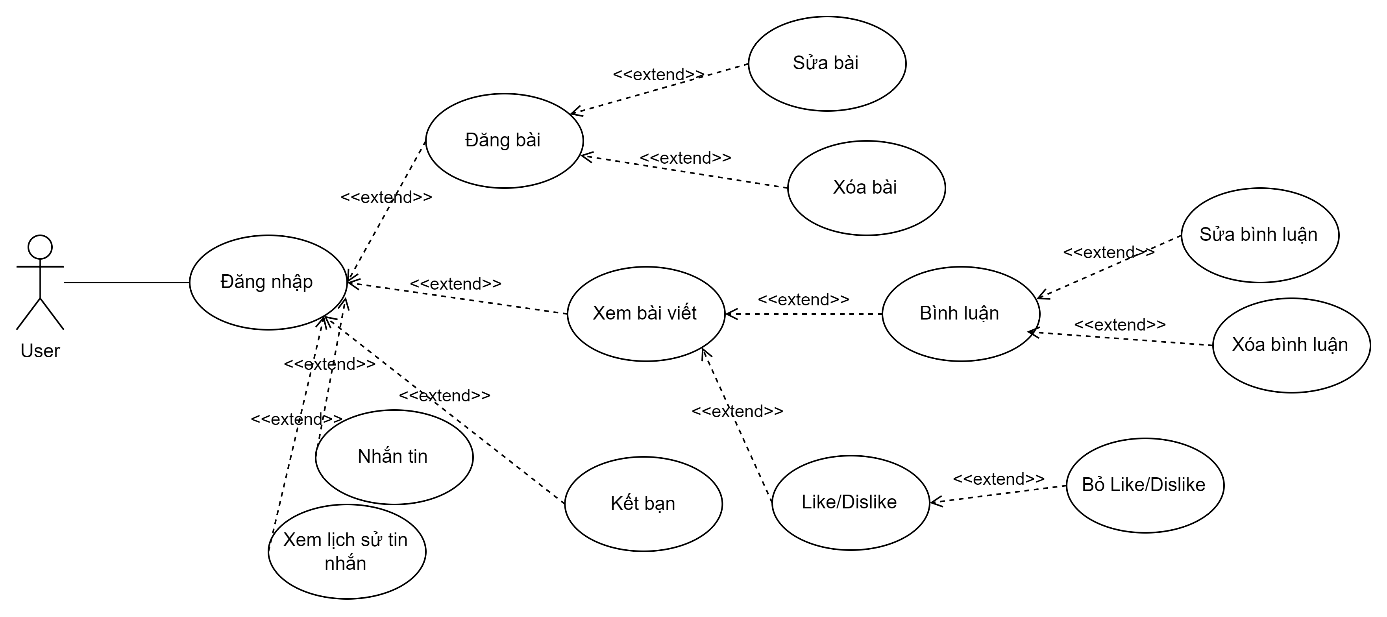 Sửa bài
<<extend>>
Đăng bài
<<extend>>
Xóa bài
<<extend>>
Sửa bình luận
<<extend>>
Đăng nhập
<<extend>>
Xem bài viết
<<extend>>
Bình luận
<<extend>>
Xóa bình luận
User
<<extend>>
<<extend>>
<<extend>>
<<extend>>
Nhắn tin
Kết bạn
Like/Dislike
<<extend>>
Bỏ Like/Dislike
Xem lịch sử tin
nhắn